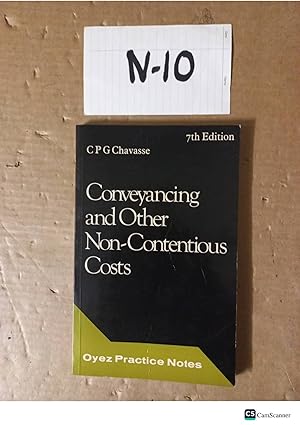 N-10
C P G Chavasse
7th Edition
Conveyancing
and Other
Non-Contentious
Costs
Oyez Practice Notes
CS CamScanner